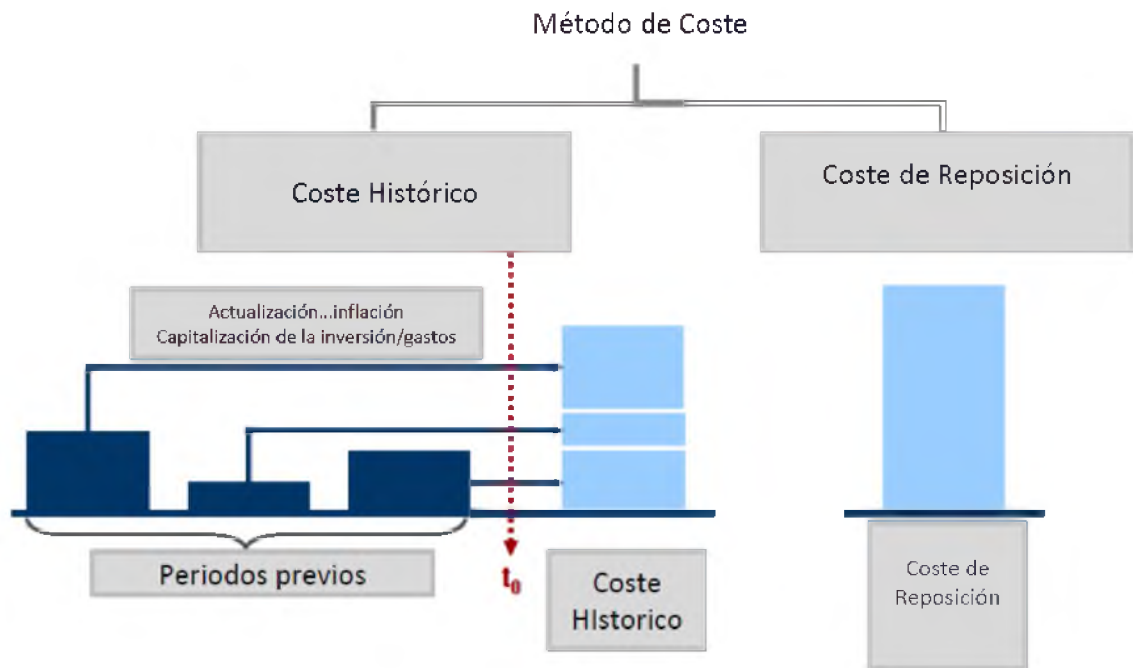 Método de Coste
Coste Histórico
Coste de Reposición
Actualización...inflación
Capitalización de la inversión/gastos
Periodos previos
t₀
Coste
HIstorico
Coste de
Reposición